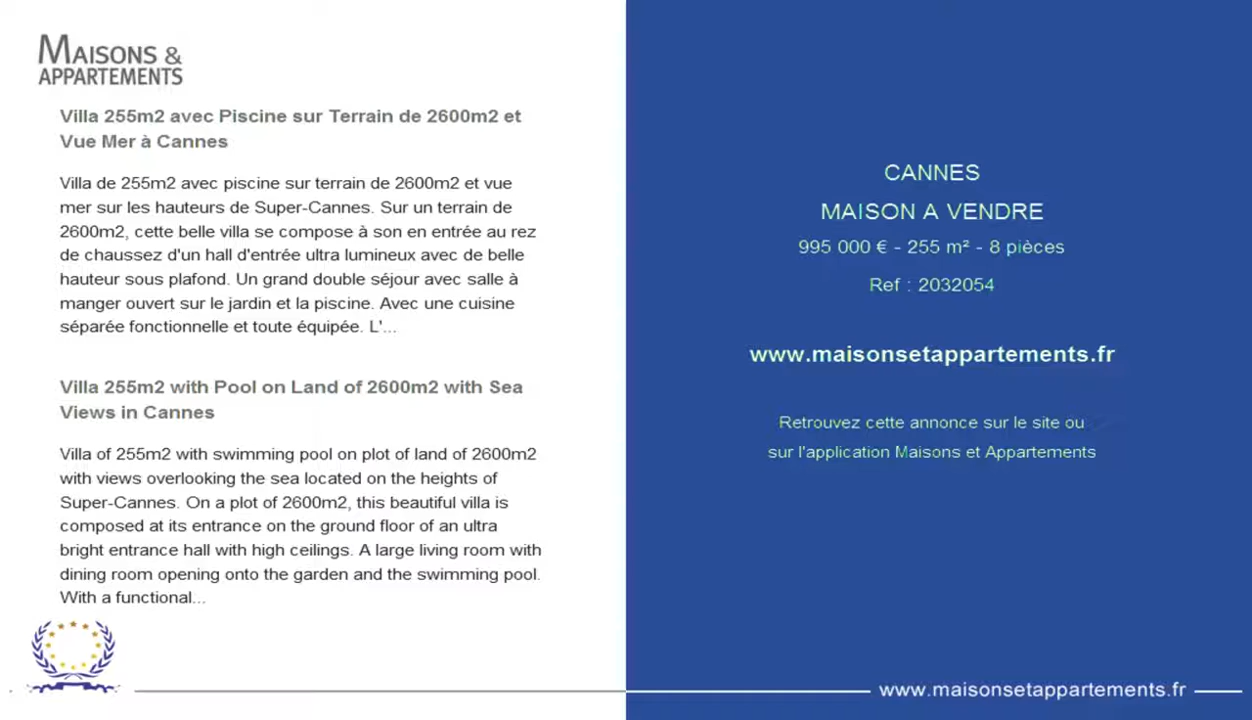 MAISONS &
APPARTEMENTS
Villa 255m2 avec Piscine sur Terrain de 2600m2 et
Vue Mer à Cannes
Villa de 255m2 avec piscine sur terrain de 2600m2 et vue
mer sur les hauteurs de Super-Cannes. Sur un terrain de
2600m2, cette belle villa se compose à son en entrée au rez
de chaussez d'un hall d'entrée ultra lumineux avec de belle
hauteur sous plafond. Un grand double séjour avec salle à
manger ouvert sur le jardin et la piscine. Avec une cuisine
séparée fonctionnelle et toute équipée. L'...
Villa 255m2 with Pool on Land of 2600m2 with Sea
Views in Cannes
Villa of 255m2 with swimming pool on plot of land of 2600m2
with views overlooking the sea located on the heights of
Super-Cannes. On a plot of 2600m2, this beautiful villa is
composed at its entrance on the ground floor of an ultra
bright entrance hall with high ceilings. A large living room with
dining room opening onto the garden and the swimming pool.
With a functional...
CANNES
MAISON A VENDRE
995 000 € - 255 m² - 8 pièces
Ref : 2032054
www.maisonsetappartements.fr
Retrouvez cette annonce sur le site ou
sur l'application Maisons et Appartements
www.maisonsetappartements.fr